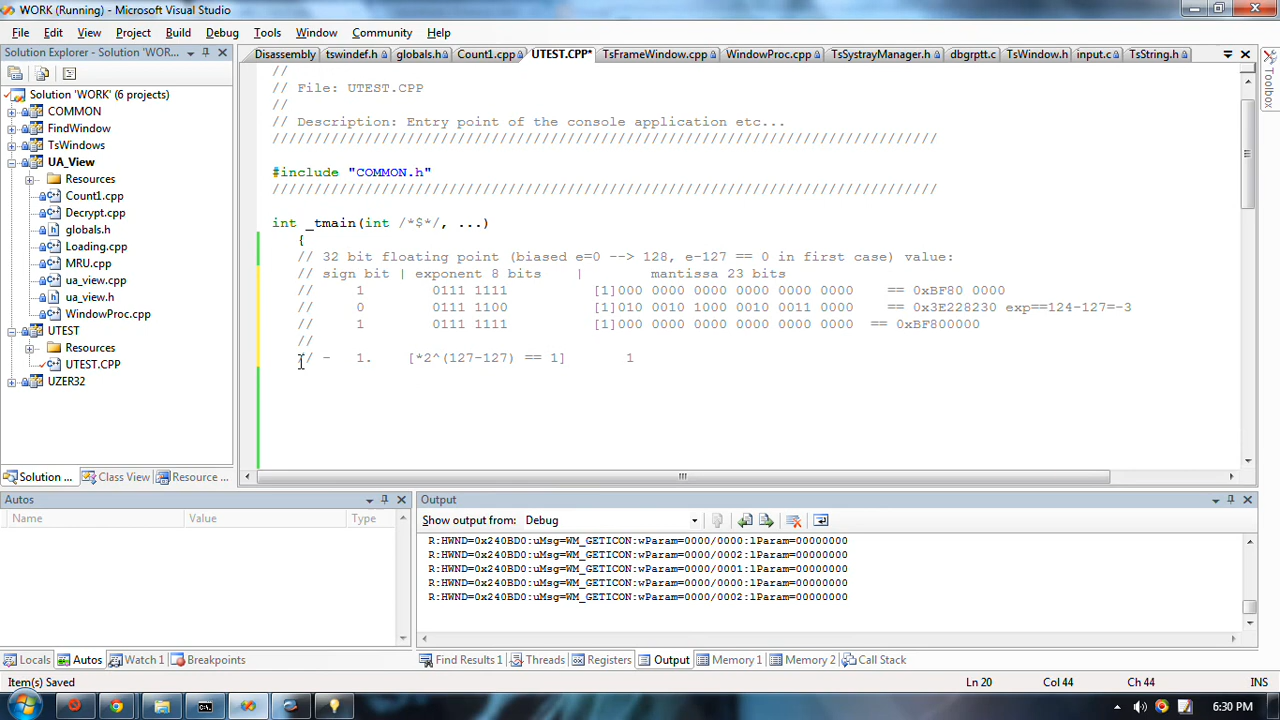 WORK (Running) - Microsoft Visual Studio
File Edit View Project Build Debug Tools Window Community Help
Solution Explorer - Solution 'WOR...
Disassembly tswindef.h globals.h Count1.cpp UTEST.CPP* TsFrameWindow.cpp WindowProc.cpp TsSystrayManager.h dbgrptt.c TsWindow.h input.c TsString.h
Toolbox
Solution 'WORK' (6 projects)
COMMON
FindWindow
TsWindows
UA_View
Resources
Count1.cpp
Decrypt.cpp
globals.h
Loading.cpp
MRU.cpp
ua_view.cpp
ua_view.h
WindowProc.cpp
UTEST
Resources
UTEST.CPP
UZER32
Solution ... Class View Resource ...
//
// File: UTEST.CPP
//
// Description: Entry point of the console application etc...
///////////////////////////////////////////////////////////////////////////////
#include "COMMON.h"
///////////////////////////////////////////////////////////////////////////////
int _tmain(int /*$*/, ...)
{
// 32 bit floating point (biased e=0 --> 128, e-127 == 0 in first case) value:
// sign bit | exponent 8 bits | mantissa 23 bits
// 1 0111 1111 [1]000 0000 0000 0000 0000 0000 == 0xBF80 0000
// 0 0111 1100 [1]010 0010 1000 0010 0011 0000 == 0x3E228230 exp==124-127=-3
// 1 0111 1111 [1]000 0000 0000 0000 0000 0000 == 0xBF800000
//
// - 1. [*2^(127-127) == 1] 1
Autos
Name Value Type
Locals Autos Watch 1 Breakpoints
Output
Show output from: Debug
R:HWND=0x240BD0:uMsg=WM_GETICON:wParam=0000/0000:lParam=00000000
R:HWND=0x240BD0:uMsg=WM_GETICON:wParam=0000/0002:lParam=00000000
R:HWND=0x240BD0:uMsg=WM_GETICON:wParam=0000/0001:lParam=00000000
R:HWND=0x240BD0:uMsg=WM_GETICON:wParam=0000/0000:lParam=00000000
R:HWND=0x240BD0:uMsg=WM_GETICON:wParam=0000/0002:lParam=00000000
Find Results 1 Threads Registers Output Memory 1 Memory 2 Call Stack
Item(s) Saved Ln 20 Col 44 Ch 44 INS
6:30 PM